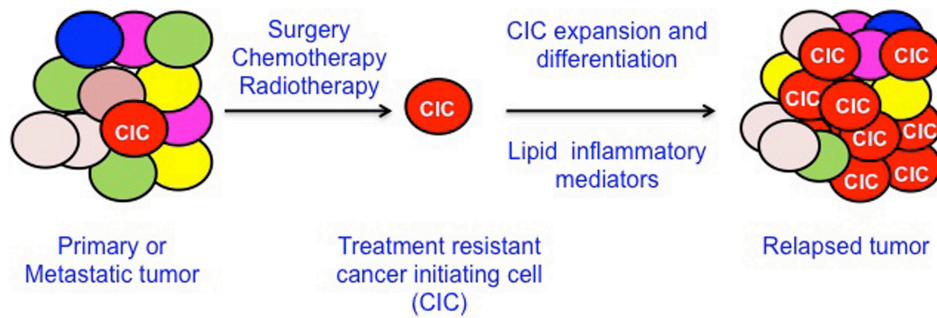 Surgery
Chemotherapy
Radiotherapy
CIC expansion and
differentiation
Lipid inflammatory
mediators
CIC
CIC
CIC
CIC
CIC
CIC
CIC
CIC
CIC
CIC
Primary or
Metastatic tumor
Treatment resistant
cancer initiating cell
(CIC)
Relapsed tumor